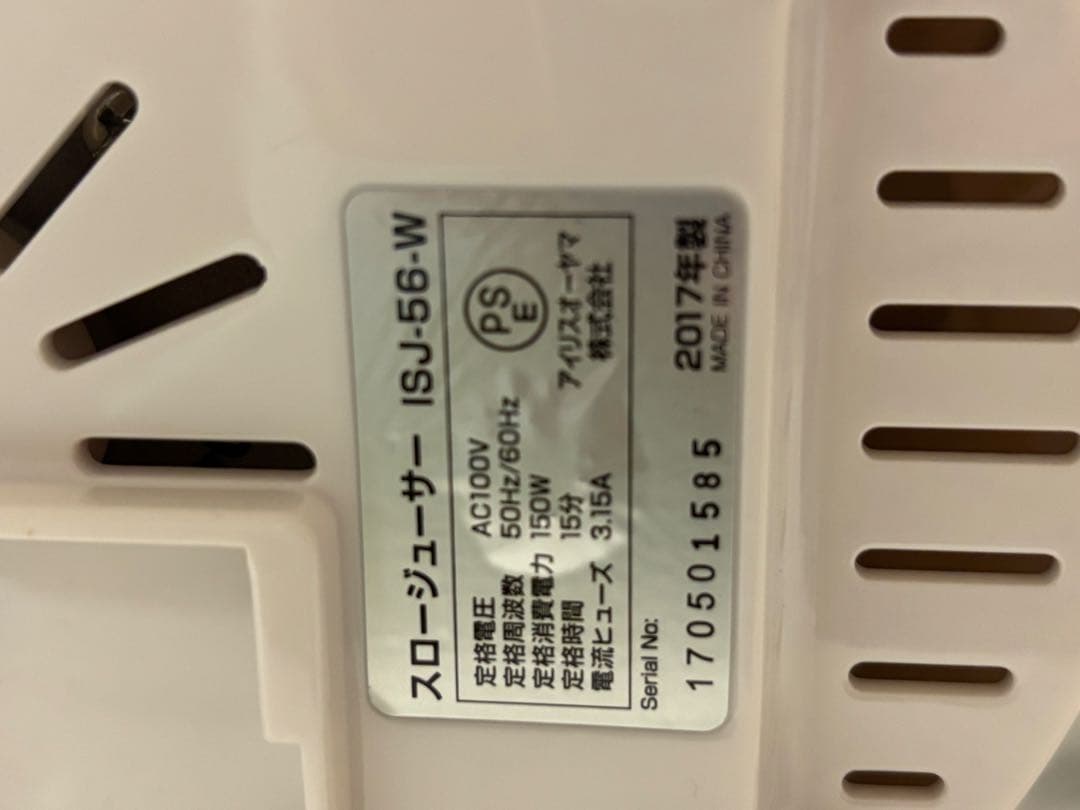 スロージューサー ISJ-56-W
定格電圧 AC100V
定格周波数 50Hz/60Hz
定格消費電力 150W
定格時間 15分
電流ヒューズ 3.15A
PS
E
アイリスオーヤマ
株式会社
Serial No:
170501585
2017年製
MADE IN CHINA